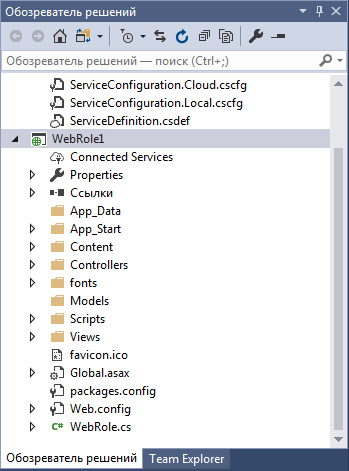 Обозреватель решений
Обозреватель решений — поиск (Ctrl+;)
ServiceConfiguration.Cloud.cscfg
ServiceConfiguration.Local.cscfg
ServiceDefinition.csdef
WebRole1
Connected Services
Properties
Ссылки
App_Data
App_Start
Content
Controllers
fonts
Models
Scripts
Views
favicon.ico
Global.asax
packages.config
Web.config
C# WebRole.cs
Обозреватель решений Team Explorer